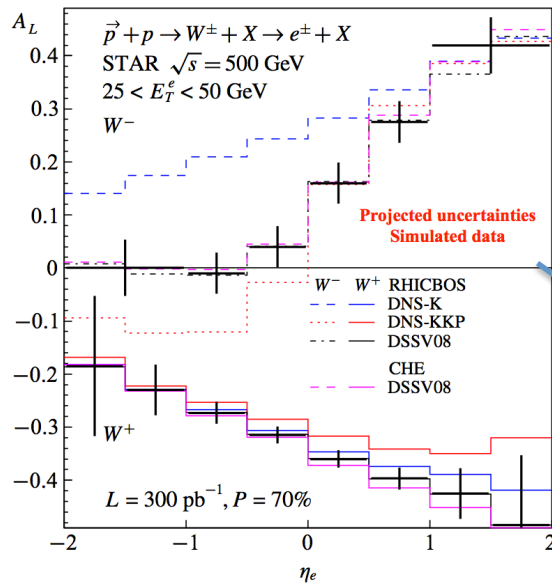 A_L
p⃗ + p → W± + X → e± + X
STAR √s = 500 GeV
25 < E_T^e < 50 GeV
W−
0.4
0.3
0.2
0.1
0
−0.1
−0.2
−0.3
−0.4
Projected uncertainties
Simulated data
W− W+ RHICBOS
DNS-K
DNS-KKP
DSSV08
CHE
DSSV08
W+
L = 300 pb⁻¹, P = 70%
−2 −1 0 1 2
η_e